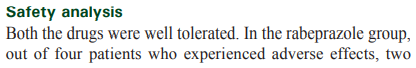 Safety analysis
Both the drugs were well tolerated. In the rabeprazole group,
out of four patients who experienced adverse effects, two